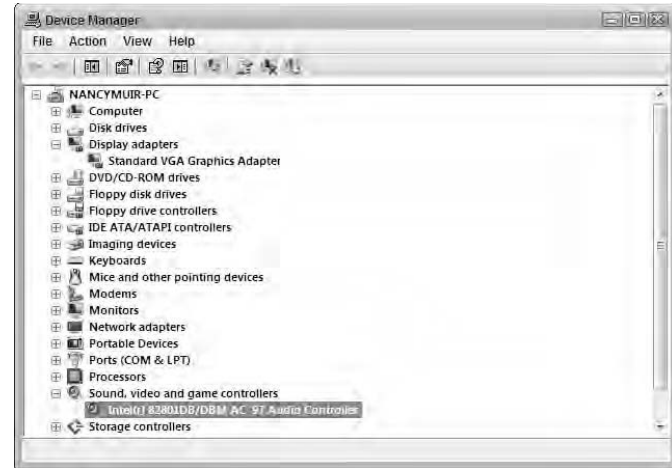 Device Manager
File Action View Help
NANCYMUIR-PC
Computer
Disk drives
Display adapters
Standard VGA Graphics Adapter
DVD/CD-ROM drives
Floppy disk drives
Floppy drive controllers
IDE ATA/ATAPI controllers
Imaging devices
Keyboards
Mice and other pointing devices
Modems
Monitors
Network adapters
Portable Devices
Ports (COM & LPT)
Processors
Sound, video and game controllers
Intel(r) 82801DB/DBM AC '97 Audio Controller
Storage controllers